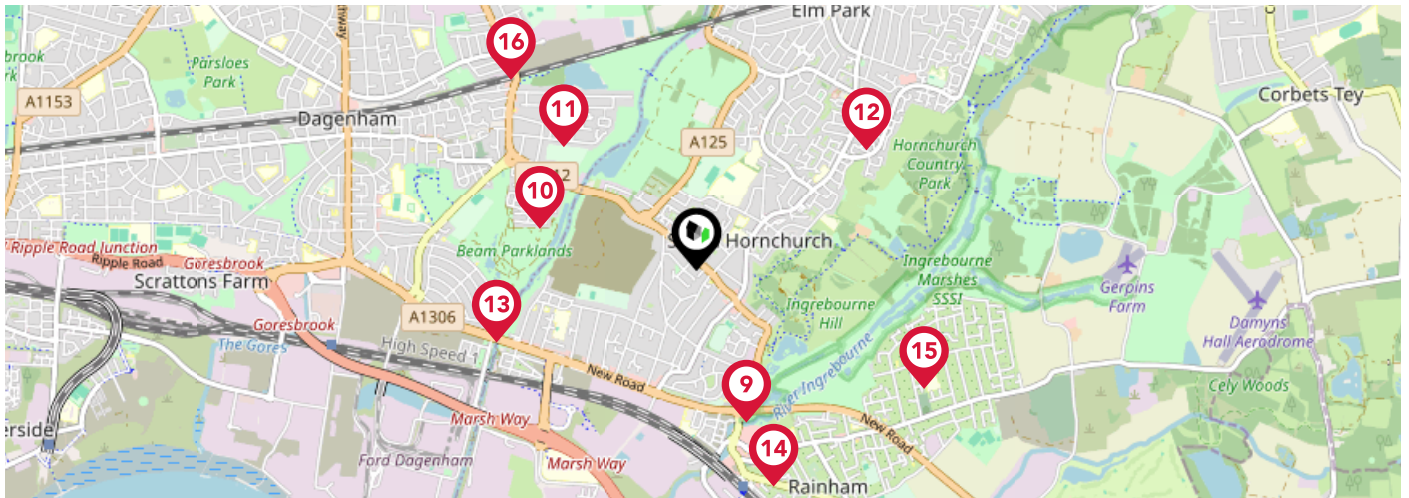 Elm Park
brook
rk
Parsloes
Park
16
A1153
11
12
Corbets Tey
Dagenham
A125
Hornchurch
Country
Park
10
Hornchurch
Beam Parklands
Ripple Road Junction
Ripple Road
Goresbrook
Scrattons Farm
Ingrebourne
Marshes
SSSI
Gerpins
Farm
13
Ingrebourne
Hill
A1306
Goresbrook
The Gores
High Speed 1
Damyns
Hall Aerodrome
15
New Road
9
River Ingrebourne
Cely Woods
Marsh Way
New Road
erside
14
Ford Dagenham
Marsh Way
Rainham